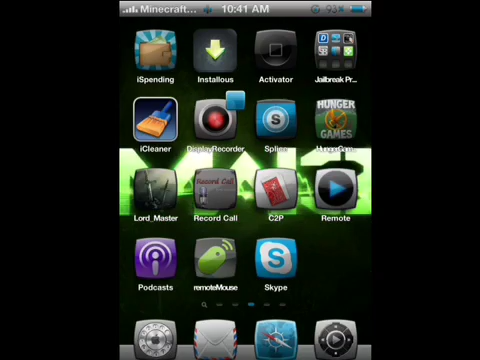 Minecraft... 10:41 AM 93%
iSpending Installous Activator Jailbreak Pr...
HUNGER
GAMES
iCleaner DisplayRecorder Splice HungerGam...
Record Call
Lord_Master Record Call C2P Remote
Podcasts remoteMouse Skype